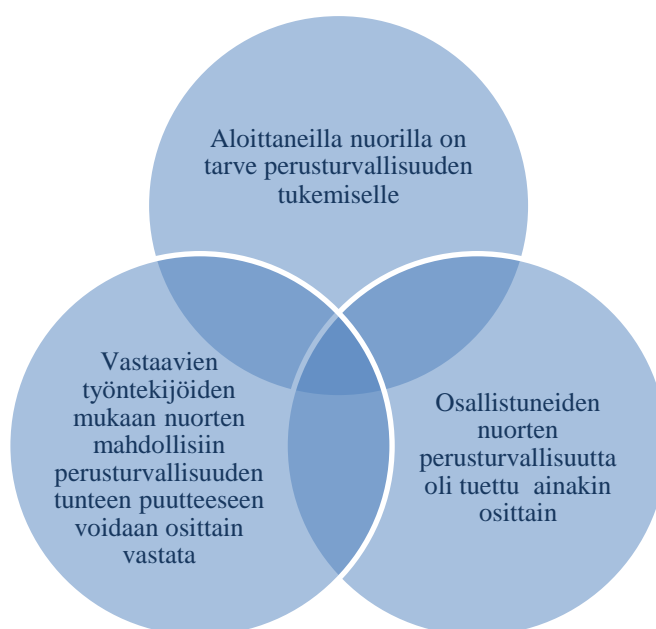 Aloittaneilla nuorilla on
tarve perusturvallisuuden
tukemiselle
Vastaavien
työntekijöiden
mukaan nuorten
mahdollisiin
perusturvallisuuden
tunteen puutteeseen
voidaan osittain
vastata
Osallistuneiden
nuorten
perusturvallisuutta
oli tuettu ainakin
osittain